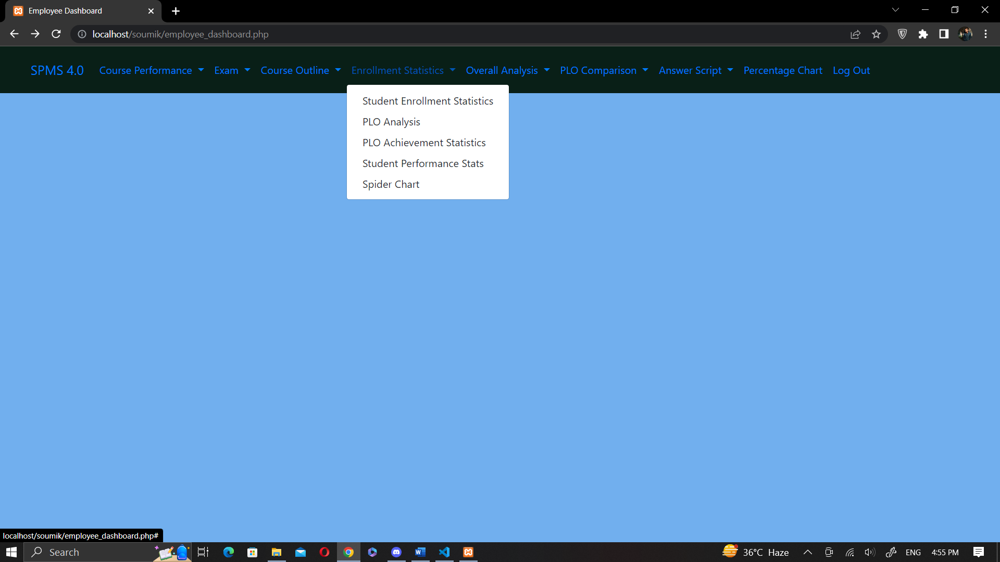 Employee Dashboard
localhost/soumik/employee_dashboard.php
SPMS 4.0 Course Performance Exam Course Outline Enrollment Statistics Overall Analysis PLO Comparison Answer Script Percentage Chart Log Out
Student Enrollment Statistics
PLO Analysis
PLO Achievement Statistics
Student Performance Stats
Spider Chart
localhost/soumik/employee_dashboard.php#
Search 36°C Haze ENG 4:55 PM